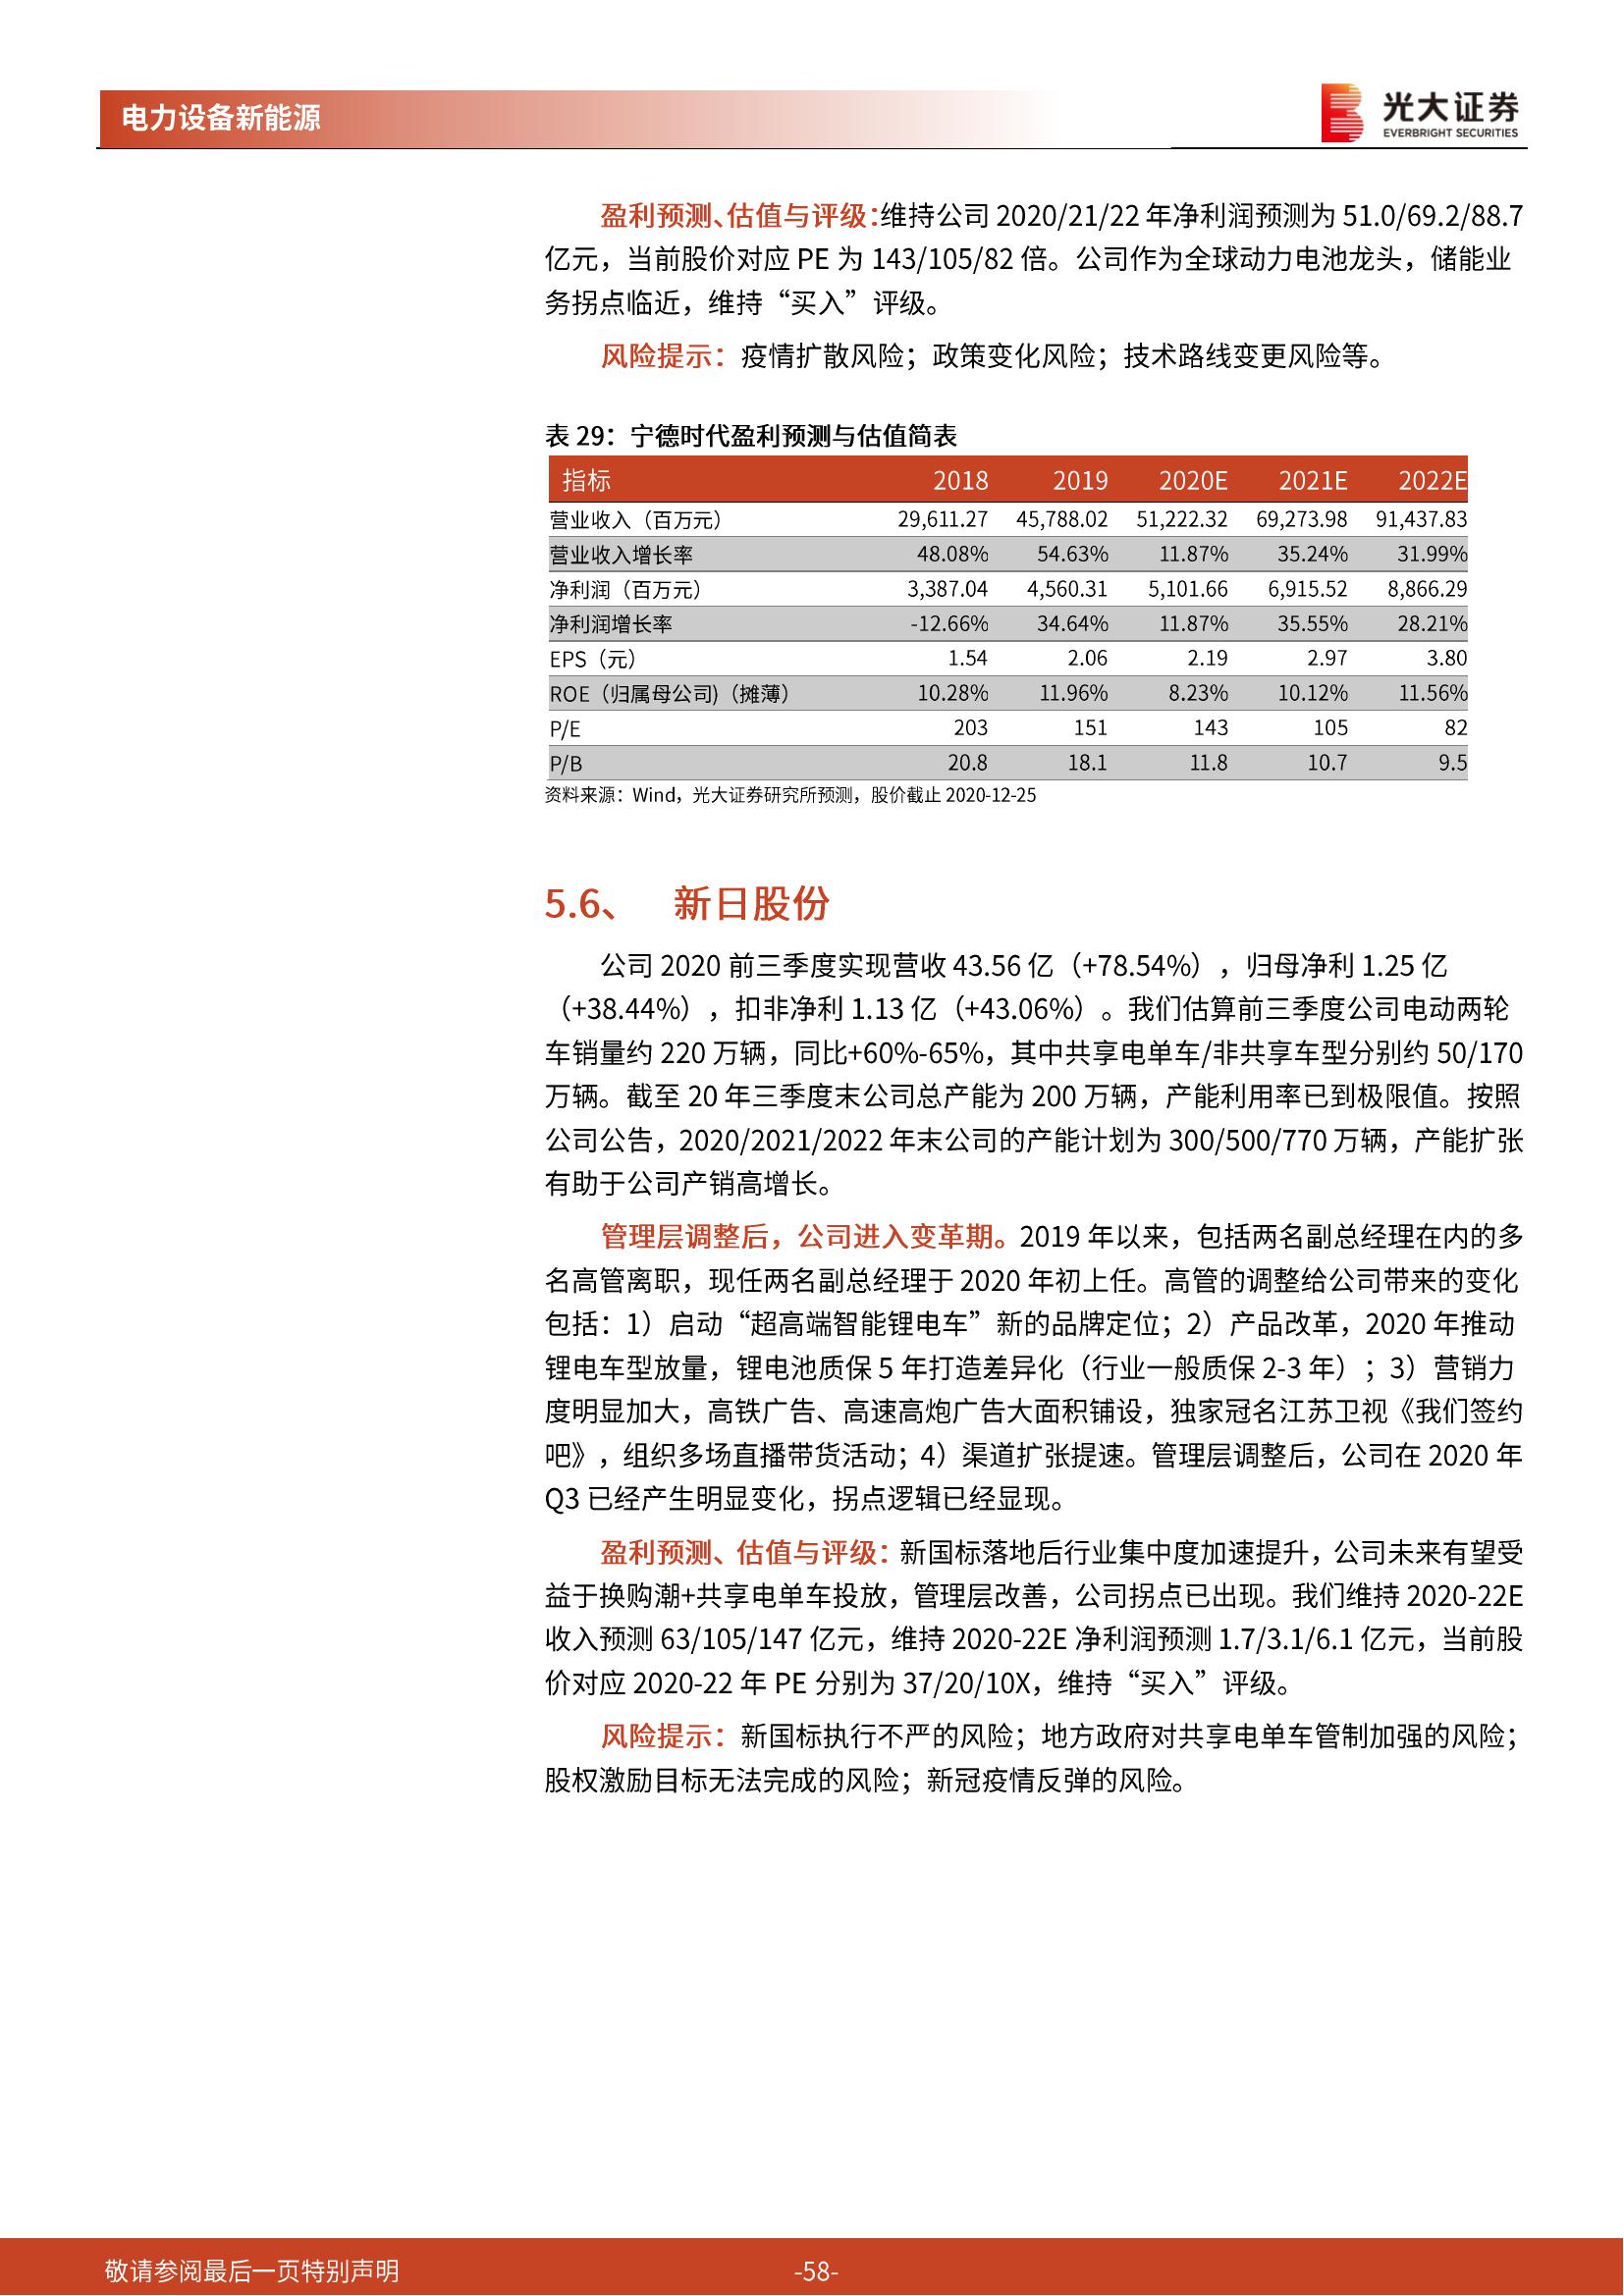 电力设备新能源
光大证券
EVERBRIGHT SECURITIES
盈利预测、估值与评级：维持公司 2020/21/22 年净利润预测为 51.0/69.2/88.7
亿元，当前股价对应 PE 为 143/105/82 倍。公司作为全球动力电池龙头，储能业
务拐点临近，维持“买入”评级。
风险提示：疫情扩散风险；政策变化风险；技术路线变更风险等。
表 29：宁德时代盈利预测与估值简表
指标 2018 2019 2020E 2021E 2022E
营业收入（百万元） 29,611.27 45,788.02 51,222.32 69,273.98 91,437.83
营业收入增长率 48.08% 54.63% 11.87% 35.24% 31.99%
净利润（百万元） 3,387.04 4,560.31 5,101.66 6,915.52 8,866.29
净利润增长率 -12.66% 34.64% 11.87% 35.55% 28.21%
EPS（元） 1.54 2.06 2.19 2.97 3.80
ROE（归属母公司)（摊薄） 10.28% 11.96% 8.23% 10.12% 11.56%
P/E 203 151 143 105 82
P/B 20.8 18.1 11.8 10.7 9.5
资料来源：Wind，光大证券研究所预测，股价截止 2020-12-25
5.6、 新日股份
公司 2020 前三季度实现营收 43.56 亿（+78.54%），归母净利 1.25 亿
（+38.44%），扣非净利 1.13 亿（+43.06%）。我们估算前三季度公司电动两轮
车销量约 220 万辆，同比+60%-65%，其中共享电单车/非共享车型分别约 50/170
万辆。截至 20 年三季度末公司总产能为 200 万辆，产能利用率已到极限值。按照
公司公告，2020/2021/2022 年末公司的产能计划为 300/500/770 万辆，产能扩张
有助于公司产销高增长。
管理层调整后，公司进入变革期。2019 年以来，包括两名副总经理在内的多
名高管离职，现任两名副总经理于 2020 年初上任。高管的调整给公司带来的变化
包括：1）启动“超高端智能锂电车”新的品牌定位；2）产品改革，2020 年推动
锂电车型放量，锂电池质保 5 年打造差异化（行业一般质保 2-3 年）；3）营销力
度明显加大，高铁广告、高速高炮广告大面积铺设，独家冠名江苏卫视《我们签约
吧》，组织多场直播带货活动；4）渠道扩张提速。管理层调整后，公司在 2020 年
Q3 已经产生明显变化，拐点逻辑已经显现。
盈利预测、估值与评级：新国标落地后行业集中度加速提升，公司未来有望受
益于换购潮+共享电单车投放，管理层改善，公司拐点已出现。我们维持 2020-22E
收入预测 63/105/147 亿元，维持 2020-22E 净利润预测 1.7/3.1/6.1 亿元，当前股
价对应 2020-22 年 PE 分别为 37/20/10X，维持“买入”评级。
风险提示：新国标执行不严的风险；地方政府对共享电单车管制加强的风险；
股权激励目标无法完成的风险；新冠疫情反弹的风险。
敬请参阅最后一页特别声明 -58-